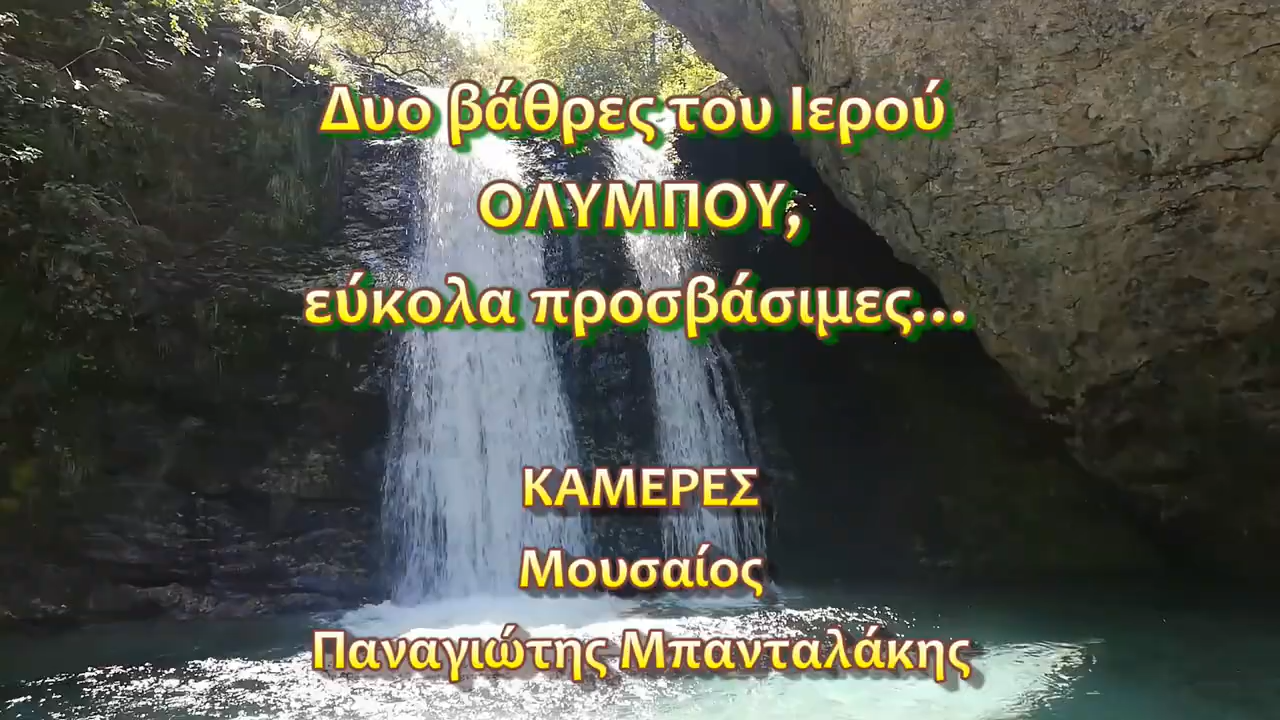 Δυο βάθρες του Ιερού
ΟΛΥΜΠΟΥ,
εύκολα προσβάσιμες...
ΚΑΜΕΡΕΣ
Μουσαίος
Παναγιώτης Μπανταλάκης